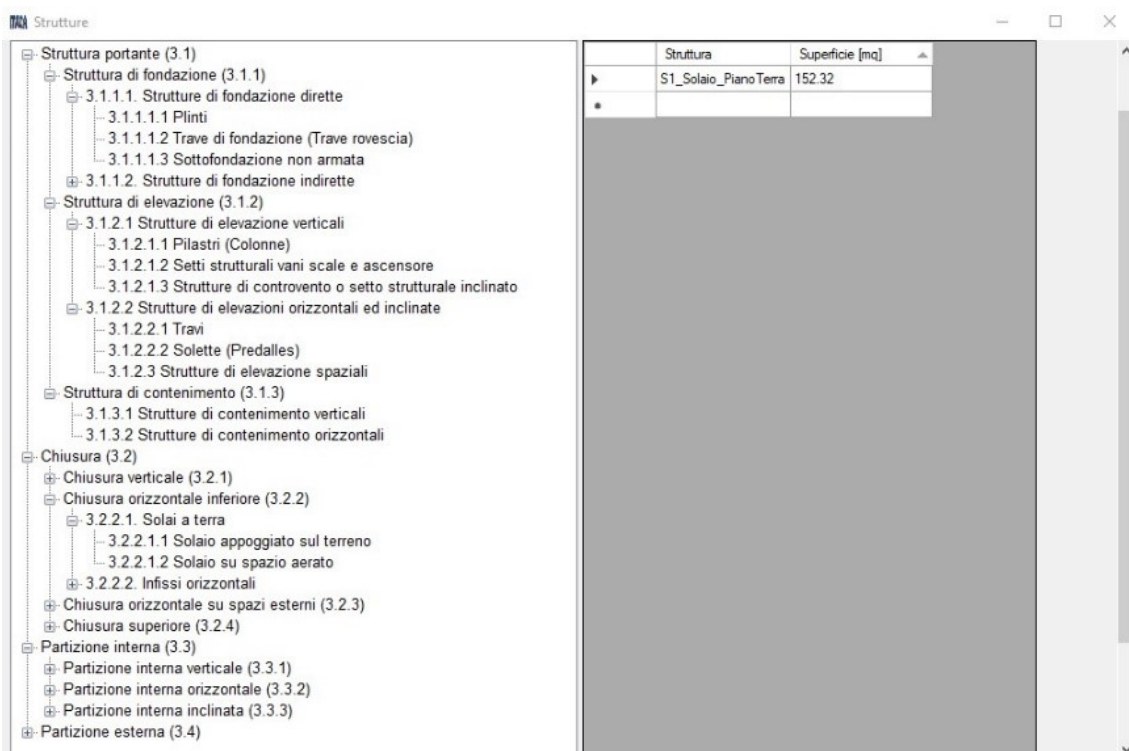 ITACA Strutture
Struttura portante (3.1)
Struttura di fondazione (3.1.1)
3.1.1.1. Strutture di fondazione dirette
3.1.1.1.1 Plinti
3.1.1.1.2 Trave di fondazione (Trave rovescia)
3.1.1.1.3 Sottofondazione non armata
3.1.1.2. Strutture di fondazione indirette
Struttura di elevazione (3.1.2)
3.1.2.1 Strutture di elevazione verticali
3.1.2.1.1 Pilastri (Colonne)
3.1.2.1.2 Setti strutturali vani scale e ascensore
3.1.2.1.3 Strutture di controvento o setto strutturale inclinato
3.1.2.2 Strutture di elevazioni orizzontali ed inclinate
3.1.2.2.1 Travi
3.1.2.2.2 Solette (Predalles)
3.1.2.3 Strutture di elevazione spaziali
Struttura di contenimento (3.1.3)
3.1.3.1 Strutture di contenimento verticali
3.1.3.2 Strutture di contenimento orizzontali
Chiusura (3.2)
Chiusura verticale (3.2.1)
Chiusura orizzontale inferiore (3.2.2)
3.2.2.1. Solai a terra
3.2.2.1.1 Solaio appoggiato sul terreno
3.2.2.1.2 Solaio su spazio aerato
3.2.2.2. Infissi orizzontali
Chiusura orizzontale su spazi esterni (3.2.3)
Chiusura superiore (3.2.4)
Partizione interna (3.3)
Partizione interna verticale (3.3.1)
Partizione interna orizzontale (3.3.2)
Partizione interna inclinata (3.3.3)
Partizione esterna (3.4)
Struttura Superficie [mq]
S1_Solaio_PianoTerra 152.32